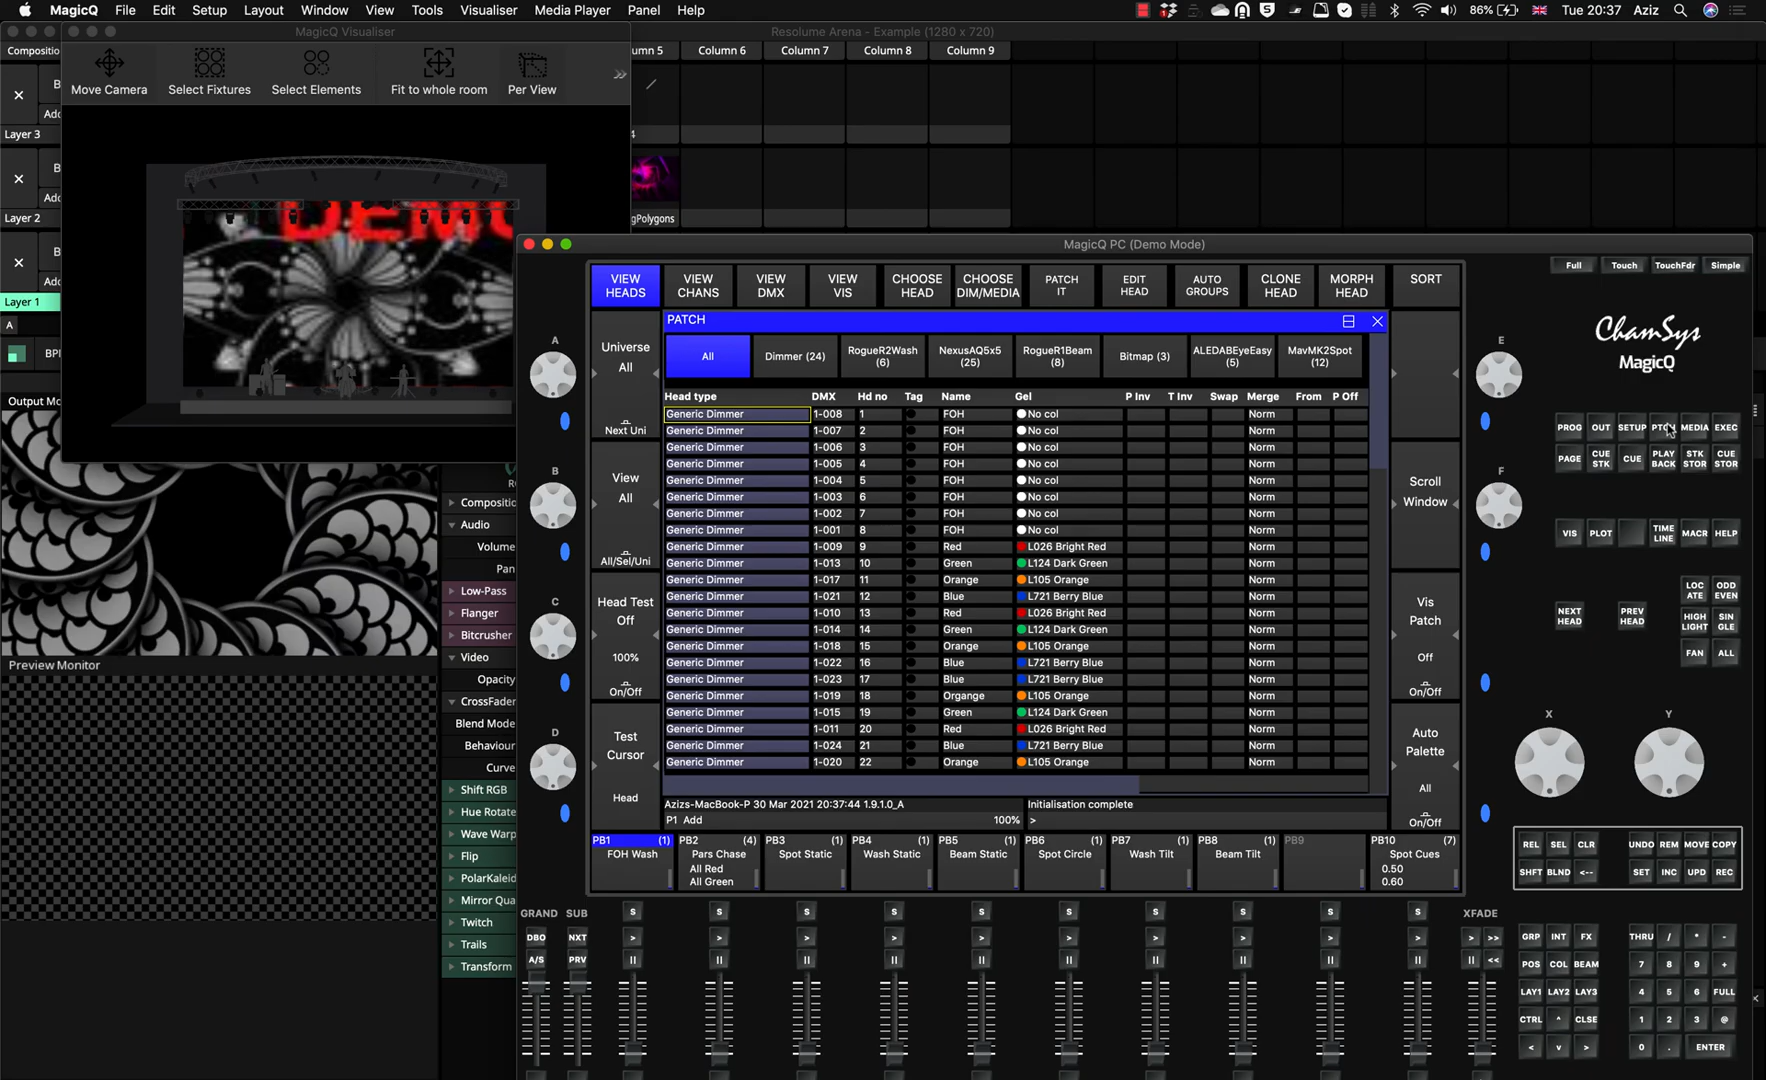 MagicQ File Edit Setup Layout Window View Tools Visualiser Media Player Panel Help 86% Tue 20:37 Aziz
MagicQ Visualiser
Resolume Arena - Example (1280 x 720)
Compositio
umn 5 Column 6 Column 7 Column 8 Column 9
Move Camera Select Fixtures Select Elements Fit to whole room Per View
B
Add
Layer 3
4
B
Add
Layer 2
gPolygons
DEMO
B
Add
Layer 1
A
BPM
Output Mo
Compositio
Audio
Volume
Pan
Low-Pass
Flanger
Bitcrusher
Video
Opacity
CrossFader
Blend Mode
Behaviour
Curve
Shift RGB
Hue Rotate
Wave Warp
Flip
PolarKaleid
Mirror Qua
Twitch
Trails
Transform
Preview Monitor
MagicQ PC (Demo Mode)
Full Touch TouchFdr Simple
VIEW HEADS
VIEW CHANS
VIEW DMX
VIEW VIS
CHOOSE HEAD
CHOOSE DIM/MEDIA
PATCH IT
EDIT HEAD
AUTO GROUPS
CLONE HEAD
MORPH HEAD
SORT
PATCH
All
Dimmer (24)
RogueR2Wash (6)
NexusAQ5x5 (25)
RogueR1Beam (8)
Bitmap (3)
ALEDABEyeEasy (5)
MavMK2Spot (12)
Head type DMX Hd no Tag Name Gel P Inv T Inv Swap Merge From P Off
Generic Dimmer 1-008 1 FOH No col Norm
Generic Dimmer 1-007 2 FOH No col Norm
Generic Dimmer 1-006 3 FOH No col Norm
Generic Dimmer 1-005 4 FOH No col Norm
Generic Dimmer 1-004 5 FOH No col Norm
Generic Dimmer 1-003 6 FOH No col Norm
Generic Dimmer 1-002 7 FOH No col Norm
Generic Dimmer 1-001 8 FOH No col Norm
Generic Dimmer 1-009 9 Red L026 Bright Red Norm
Generic Dimmer 1-013 10 Green L124 Dark Green Norm
Generic Dimmer 1-017 11 Orange L105 Orange Norm
Generic Dimmer 1-021 12 Blue L721 Berry Blue Norm
Generic Dimmer 1-010 13 Red L026 Bright Red Norm
Generic Dimmer 1-014 14 Green L124 Dark Green Norm
Generic Dimmer 1-018 15 Orange L105 Orange Norm
Generic Dimmer 1-022 16 Blue L721 Berry Blue Norm
Generic Dimmer 1-023 17 Blue L721 Berry Blue Norm
Generic Dimmer 1-019 18 Organge L105 Orange Norm
Generic Dimmer 1-015 19 Green L124 Dark Green Norm
Generic Dimmer 1-011 20 Red L026 Bright Red Norm
Generic Dimmer 1-024 21 Blue L721 Berry Blue Norm
Generic Dimmer 1-020 22 Orange L105 Orange Norm
Azizs-MacBook-P 30 Mar 2021 20:37:44 1.9.1.0_A Initialisation complete
P1 Add 100% >
A
Universe
All
Next Uni
B
View
All
All/Sel/Uni
C
Head Test
Off
100%
On/Off
D
Test
Cursor
Head
E
F
Scroll
Window
Vis
Patch
Off
On/Off
Auto
Palette
All
On/Off
PB1 (1) FOH Wash
PB2 (4) Pars Chase
All Red
All Green
PB3 (1) Spot Static
PB4 (1) Wash Static
PB5 (1) Beam Static
PB6 (1) Spot Circle
PB7 (1) Wash Tilt
PB8 (1) Beam Tilt
PB9
PB10 (7) Spot Cues
0.50
0.60
GRAND SUB XFADE
S S S S S S S S S S
DBO NXT > > > > > > > > > > > >>
A/S PRV II II II II II II II II II II II <<
ChamSys
MagicQ
PROG OUT SETUP PTCH MEDIA EXEC
PAGE CUE STK CUE PLAY BACK STK STOR CUE STOR
VIS PLOT TIME LINE MACR HELP
LOC ATE ODD EVEN
NEXT HEAD PREV HEAD HIGH LIGHT SIN GLE
FAN ALL
X Y
REL SEL CLR UNDO REM MOVE COPY
SHFT BLND <-- SET INC UPD REC
GRP INT FX THRU / * -
POS COL BEAM 7 8 9 +
LAY1 LAY2 LAY3 4 5 6 FULL
CTRL ^ CLSE 1 2 3 @
< v > 0 . ENTER